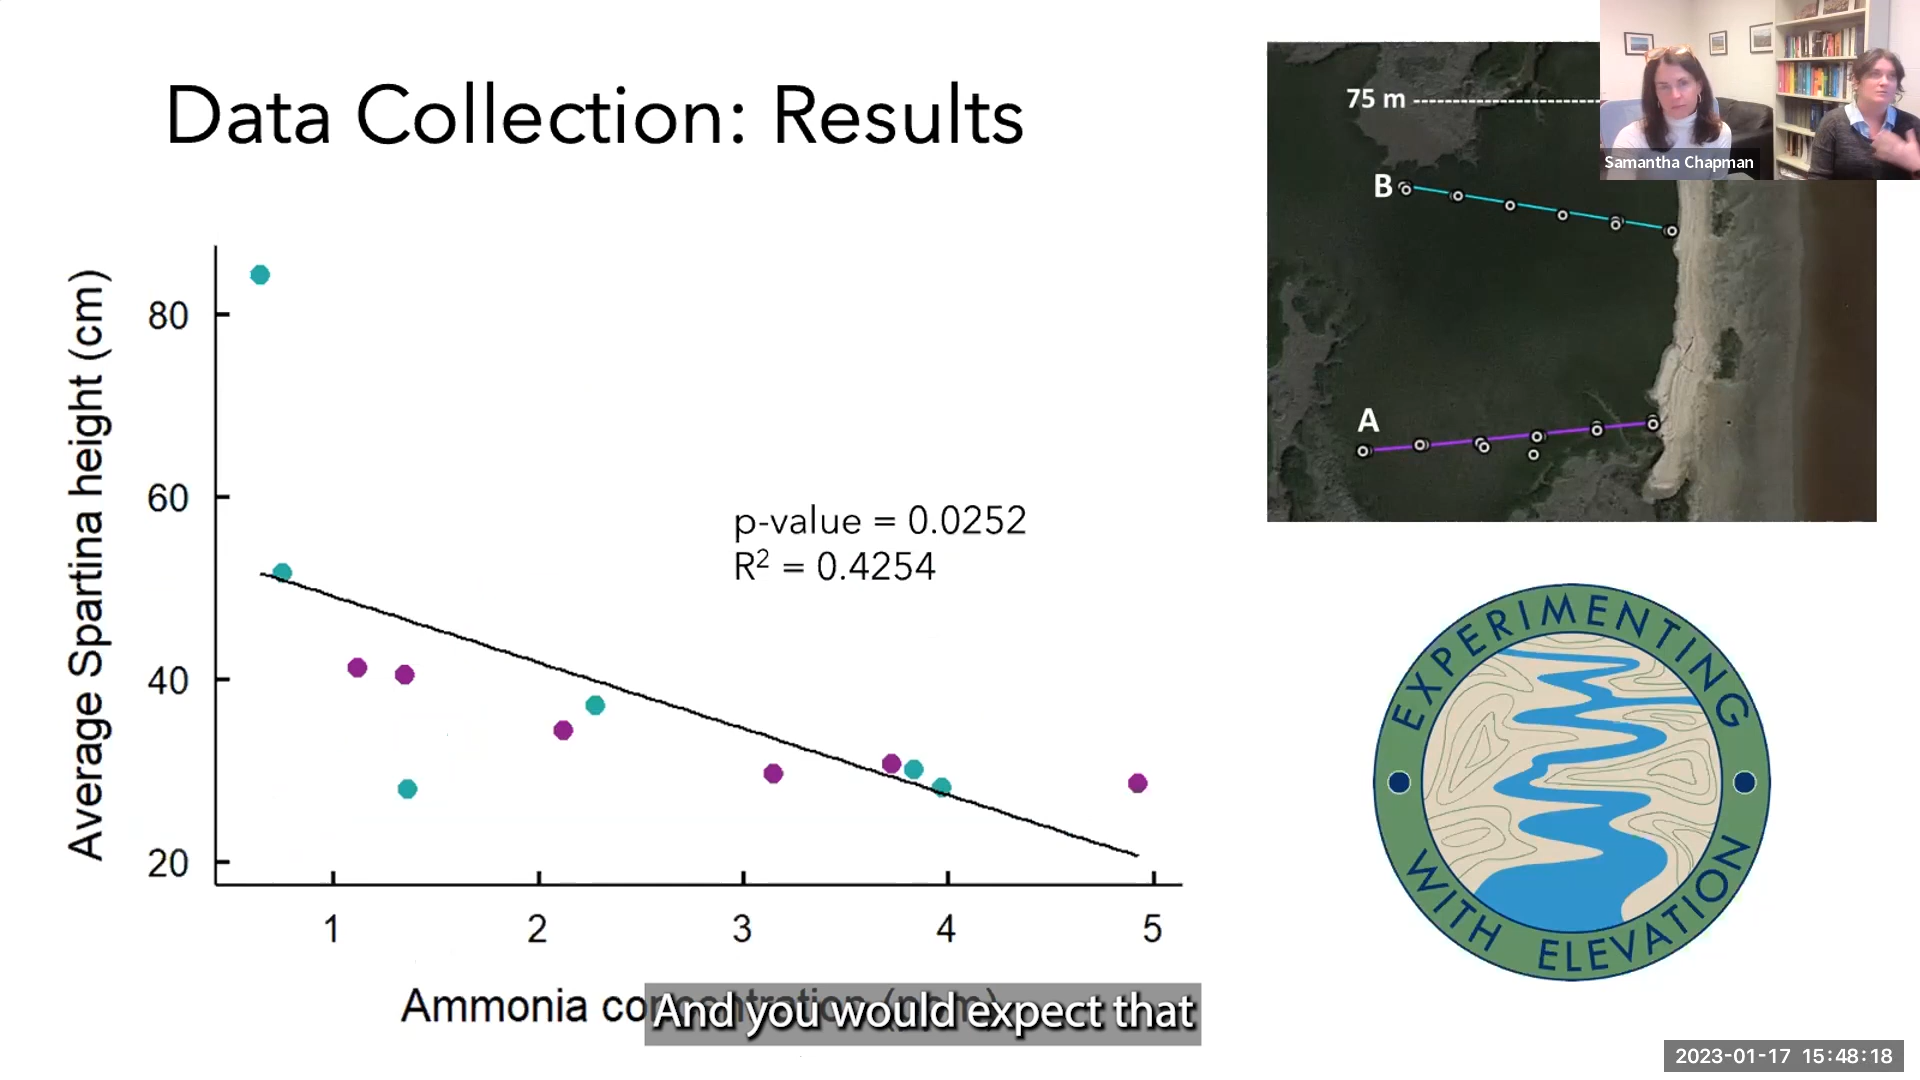 Data Collection: Results
75 m
Samantha Chapman
B
A
Average Spartina height (cm)
80
60
40
20
p-value = 0.0252
R² = 0.4254
1 2 3 4 5
Ammonia concentration (ppm)
And you would expect that
EXPERIMENTING
WITH ELEVATION
2023-01-17 15:48:18